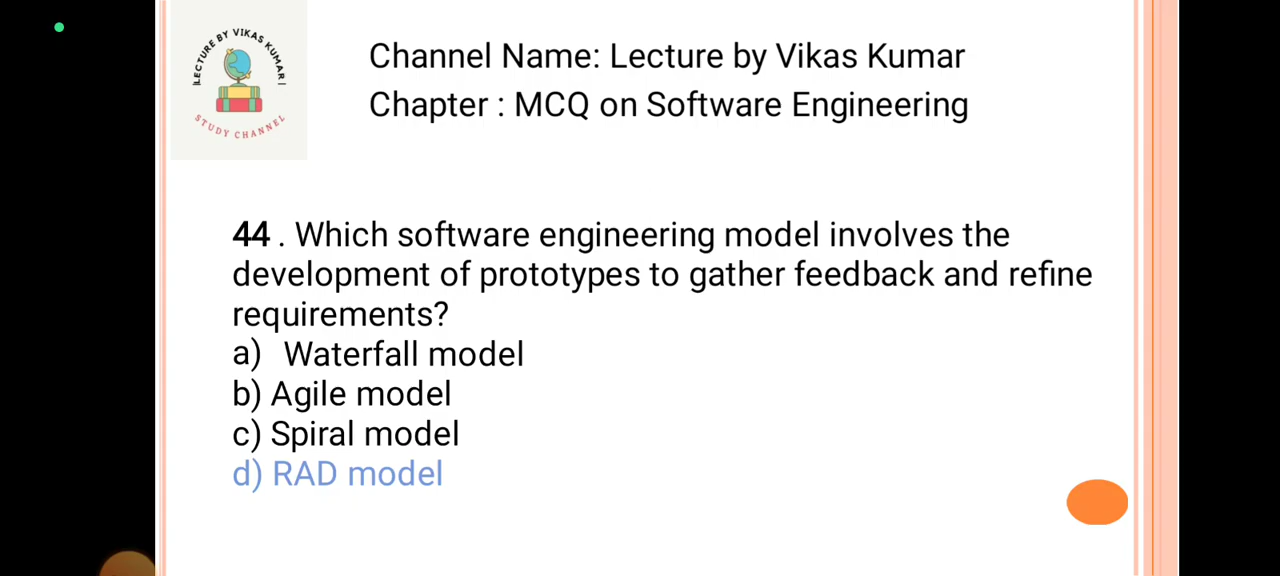 LECTURE BY VIKAS KUMAR
STUDY CHANNEL
Channel Name: Lecture by Vikas Kumar
Chapter : MCQ on Software Engineering
44 . Which software engineering model involves the
development of prototypes to gather feedback and refine
requirements?
a) Waterfall model
b) Agile model
c) Spiral model
d) RAD model